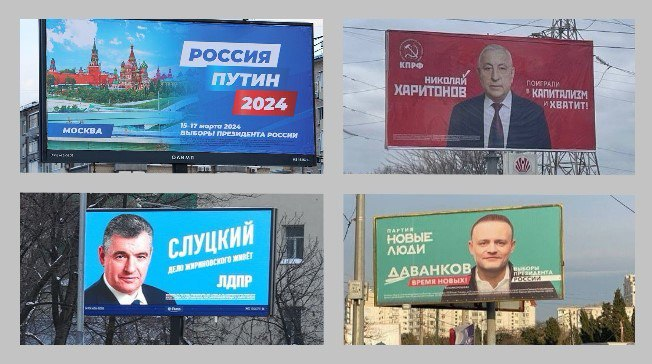 РОССИЯ
ПУТИН
2024
15-17 марта 2024
ВЫБОРЫ ПРЕЗИДЕНТА РОССИИ
МОСКВА
КПРФ
НИКОЛАЙ
ХАРИТОНОВ
ПОИГРАЛИ
В КАПИТАЛИЗМ
И ХВАТИТ!
СЛУЦКИЙ
ДЕЛО ЖИРИНОВСКОГО ЖИВЁТ
ЛДПР
ПАРТИЯ
НОВЫЕ
ЛЮДИ
ДАВАНКОВ
ВРЕМЯ НОВЫХ!
ВЫБОРЫ
ПРЕЗИДЕНТА
РОССИИ